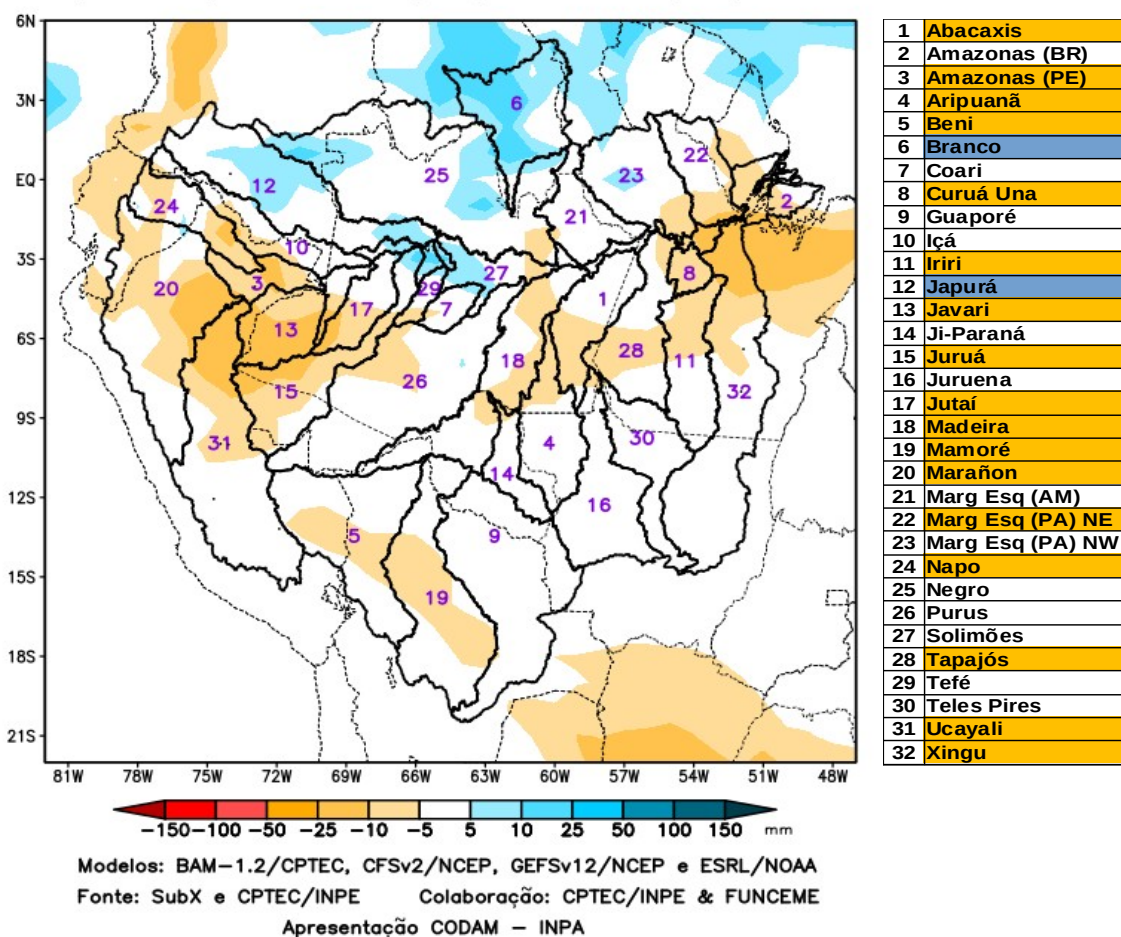 6N
3N
EQ
3S
6S
9S
12S
15S
18S
21S
81W 78W 75W 72W 69W 66W 63W 60W 57W 54W 51W 48W
6
12
25
22
23
24
21
2
10
27
20
3
29
8
17
7
1
13
28
18
11
15
26
32
31
4
30
14
16
5
9
19
-150 -100 -50 -25 -10 -5 5 10 25 50 100 150 mm
Modelos: BAM-1.2/CPTEC, CFSv2/NCEP, GEFSv12/NCEP e ESRL/NOAA
Fonte: SubX e CPTEC/INPE Colaboração: CPTEC/INPE & FUNCEME
Apresentação CODAM - INPA
1 Abacaxis
2 Amazonas (BR)
3 Amazonas (PE)
4 Aripuanã
5 Beni
6 Branco
7 Coari
8 Curuá Una
9 Guaporé
10 Içá
11 Iriri
12 Japurá
13 Javari
14 Ji-Paraná
15 Juruá
16 Juruena
17 Jutaí
18 Madeira
19 Mamoré
20 Marañon
21 Marg Esq (AM)
22 Marg Esq (PA) NE
23 Marg Esq (PA) NW
24 Napo
25 Negro
26 Purus
27 Solimões
28 Tapajós
29 Tefé
30 Teles Pires
31 Ucayali
32 Xingu